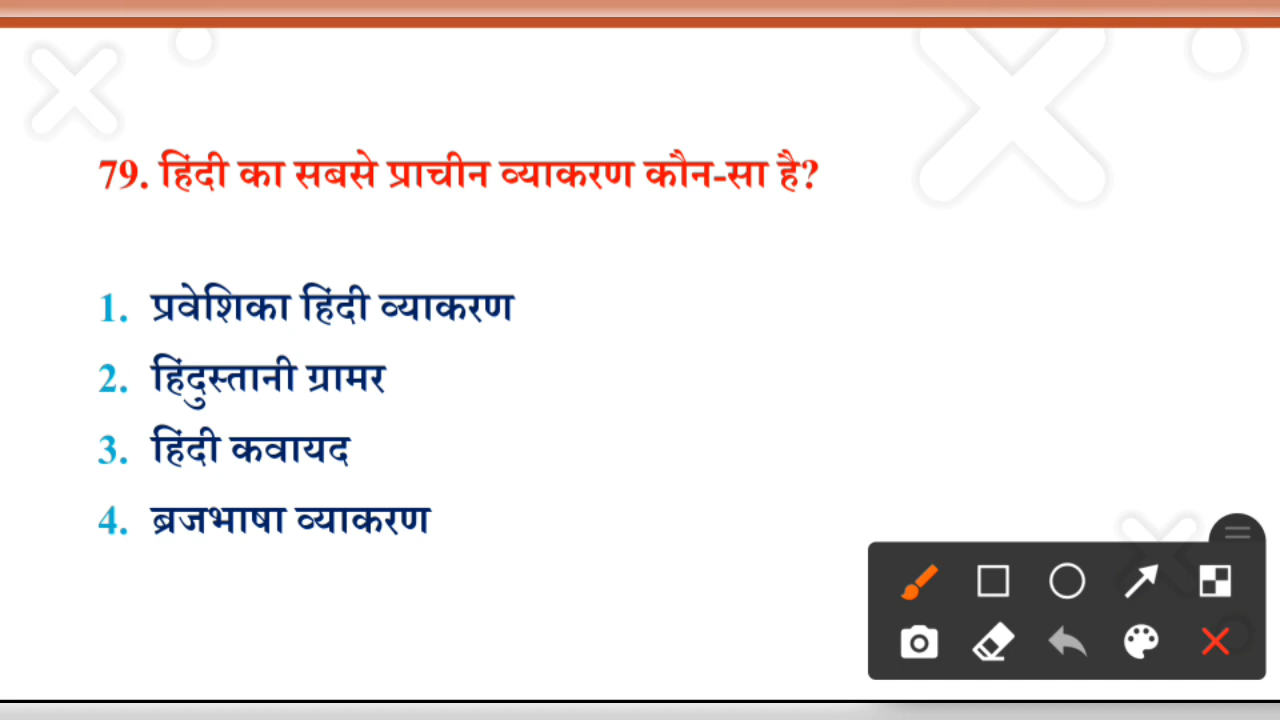 79. हिंदी का सबसे प्राचीन व्याकरण कौन-सा है?
1. प्रवेशिका हिंदी व्याकरण
2. हिंदुस्तानी ग्रामर
3. हिंदी कवायद
4. ब्रजभाषा व्याकरण